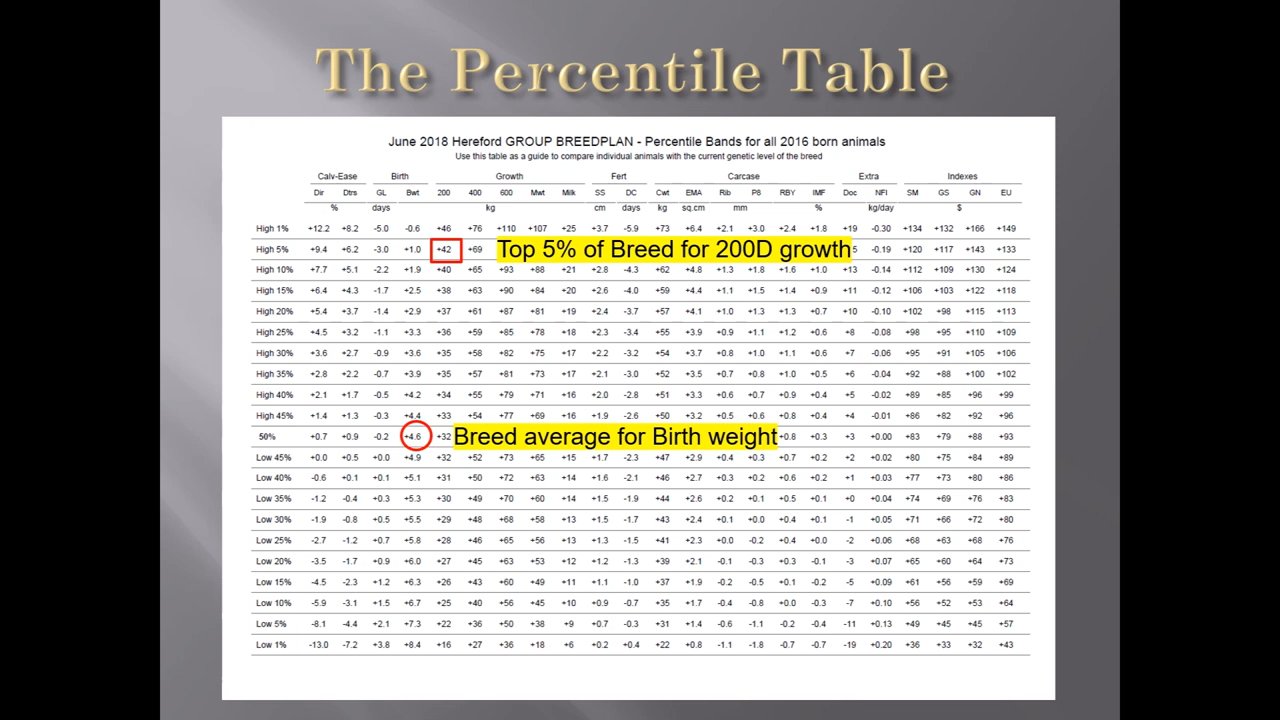 The Percentile Table
June 2018 Hereford GROUP BREEDPLAN - Percentile Bands for all 2016 born animals
Use this table as a guide to compare individual animals with the current genetic level of the breed
Calv-Ease Birth Growth Fert Carcase Extra Indexes
Dir Dtrs GL Bwt 200 400 600 Mwt Milk SS DC Cwt EMA Rib P8 RBY IMF Doc NFI SM GS GN EU
% days kg cm days kg sq.cm mm % kg/day $
High 1% +12.2 +8.2 -5.0 -0.6 +46 +76 +110 +107 +25 +3.7 -5.9 +73 +6.4 +2.1 +3.0 +2.4 +1.8 +19 -0.30 +134 +132 +166 +149
High 5% +9.4 +6.2 -3.0 +1.0 +42 +69 Top 5% of Breed for 200D growth 5 -0.19 +120 +117 +143 +133
High 10% +7.7 +5.1 -2.2 +1.9 +40 +65 +93 +88 +21 +2.8 -4.3 +62 +4.8 +1.3 +1.8 +1.6 +1.0 +13 -0.14 +112 +109 +130 +124
High 15% +6.4 +4.3 -1.7 +2.5 +38 +63 +90 +84 +20 +2.6 -4.0 +59 +4.4 +1.1 +1.5 +1.4 +0.9 +11 -0.12 +106 +103 +122 +118
High 20% +5.4 +3.7 -1.4 +2.9 +37 +61 +87 +81 +19 +2.4 -3.7 +57 +4.1 +1.0 +1.3 +1.3 +0.7 +10 -0.10 +102 +98 +115 +113
High 25% +4.5 +3.2 -1.1 +3.3 +36 +59 +85 +78 +18 +2.3 -3.4 +55 +3.9 +0.9 +1.1 +1.2 +0.6 +8 -0.08 +98 +95 +110 +109
High 30% +3.6 +2.7 -0.9 +3.6 +35 +58 +82 +75 +17 +2.2 -3.2 +54 +3.7 +0.8 +1.0 +1.1 +0.6 +7 -0.06 +95 +91 +105 +106
High 35% +2.8 +2.2 -0.7 +3.9 +35 +57 +81 +73 +17 +2.1 -3.0 +52 +3.5 +0.7 +0.8 +1.0 +0.5 +6 -0.04 +92 +88 +100 +102
High 40% +2.1 +1.7 -0.5 +4.2 +34 +55 +79 +71 +16 +2.0 -2.8 +51 +3.3 +0.6 +0.7 +0.9 +0.4 +5 -0.02 +89 +85 +96 +99
High 45% +1.4 +1.3 -0.3 +4.4 +33 +54 +77 +69 +16 +1.9 -2.6 +50 +3.2 +0.5 +0.6 +0.8 +0.4 +4 -0.01 +86 +82 +92 +96
50% +0.7 +0.9 -0.2 +4.6 +32 Breed average for Birth weight +0.8 +0.3 +3 +0.00 +83 +79 +88 +93
Low 45% +0.0 +0.5 +0.0 +4.9 +32 +52 +73 +65 +15 +1.7 -2.3 +47 +2.9 +0.4 +0.3 +0.7 +0.2 +2 +0.02 +80 +75 +84 +89
Low 40% -0.6 +0.1 +0.1 +5.1 +31 +50 +72 +63 +14 +1.6 -2.1 +46 +2.7 +0.3 +0.2 +0.6 +0.2 +1 +0.03 +77 +73 +80 +86
Low 35% -1.2 -0.4 +0.3 +5.3 +30 +49 +70 +60 +14 +1.5 -1.9 +44 +2.6 +0.2 +0.1 +0.5 +0.1 +0 +0.04 +74 +69 +76 +83
Low 30% -1.9 -0.8 +0.5 +5.5 +29 +48 +68 +58 +13 +1.5 -1.7 +43 +2.4 +0.1 +0.0 +0.4 +0.1 -1 +0.05 +71 +66 +72 +80
Low 25% -2.7 -1.2 +0.7 +5.8 +28 +46 +65 +56 +13 +1.3 -1.5 +41 +2.3 +0.0 -0.2 +0.4 +0.0 -2 +0.06 +68 +63 +68 +76
Low 20% -3.5 -1.7 +0.9 +6.0 +27 +45 +63 +53 +12 +1.2 -1.3 +39 +2.1 -0.1 -0.3 +0.3 -0.1 -3 +0.07 +65 +60 +64 +73
Low 15% -4.5 -2.3 +1.2 +6.3 +26 +43 +60 +49 +11 +1.1 -1.0 +37 +1.9 -0.2 -0.5 +0.1 -0.2 -5 +0.09 +61 +56 +59 +69
Low 10% -5.9 -3.1 +1.5 +6.7 +25 +40 +56 +45 +10 +0.9 -0.7 +35 +1.7 -0.4 -0.8 +0.0 -0.3 -7 +0.10 +56 +52 +53 +64
Low 5% -8.1 -4.4 +2.1 +7.3 +22 +36 +50 +38 +9 +0.7 -0.3 +31 +1.4 -0.6 -1.1 -0.2 -0.4 -11 +0.13 +49 +45 +45 +57
Low 1% -13.0 -7.2 +3.8 +8.4 +16 +27 +36 +18 +6 +0.2 +0.4 +22 +0.8 -1.1 -1.8 -0.7 -0.7 -19 +0.20 +36 +33 +32 +43